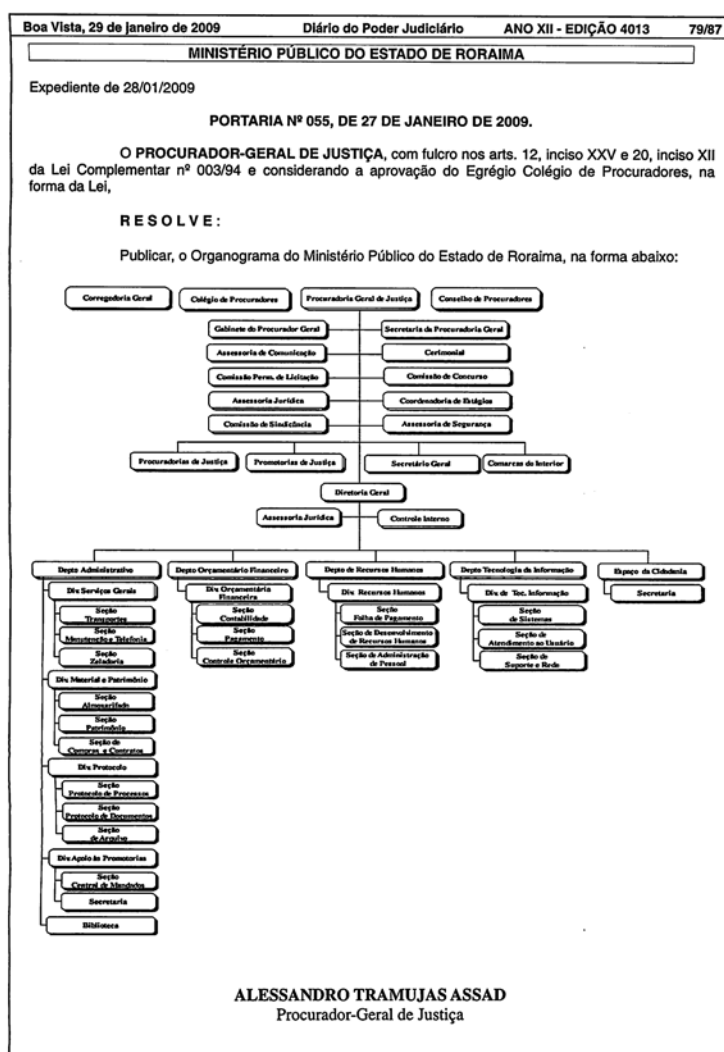 Boa Vista, 29 de janeiro de 2009 Diário do Poder Judiciário ANO XII - EDIÇÃO 4013 79/87
MINISTÉRIO PÚBLICO DO ESTADO DE RORAIMA
Expediente de 28/01/2009
PORTARIA Nº 055, DE 27 DE JANEIRO DE 2009.
O PROCURADOR-GERAL DE JUSTIÇA, com fulcro nos arts. 12, inciso XXV e 20, inciso XII
da Lei Complementar nº 003/94 e considerando a aprovação do Egrégio Colégio de Procuradores, na
forma da Lei,
R E S O L V E :
Publicar, o Organograma do Ministério Público do Estado de Roraima, na forma abaixo:
Corregedoria Geral Colégio de Procuradores Procuradoria Geral de Justiça Conselho de Procuradores
Gabinete do Procurador Geral Secretaria da Procuradoria Geral
Assessoria de Comunicação Cerimonial
Comissão Perm. de Licitação Comissão de Concurso
Assessoria Jurídica Coordenadoria de Estágios
Comissão de Sindicância Assessoria de Segurança
Procuradorias de Justiça Promotorias de Justiça Secretário Geral Comarcas do Interior
Diretoria Geral
Assessoria Jurídica Controle Interno
Depto Administrativo Depto Orçamentário Financeiro Depto de Recursos Humanos Depto Tecnologia da Informação Espaço da Cidadania
Div Serviços Gerais
Seção
Transportes
Seção
Manutenção e Telefonia
Seção
Zeladoria
Div Material e Patrimônio
Seção
Almoxarifado
Seção
Patrimônio
Seção de
Compras e Contratos
Div Protocolo
Seção
Protocolo de Processos
Seção
Protocolo de Documentos
Seção
de Arquivo
Div Apoio às Promotorias
Seção
Central de Mandados
Secretaria
Biblioteca
Div Orçamentária
Financeira
Seção
Contabilidade
Seção
Pagamento
Seção
Controle Orçamentário
Div. Recursos Humanos
Seção
Folha de Pagamento
Seção de Desenvolvimento
de Recursos Humanos
Seção de Administração
de Pessoal
Div de Tec. Informação
Seção
de Sistemas
Seção de
Atendimento ao Usuário
Seção de
Suporte e Rede
Secretaria
ALESSANDRO TRAMUJAS ASSAD
Procurador-Geral de Justiça